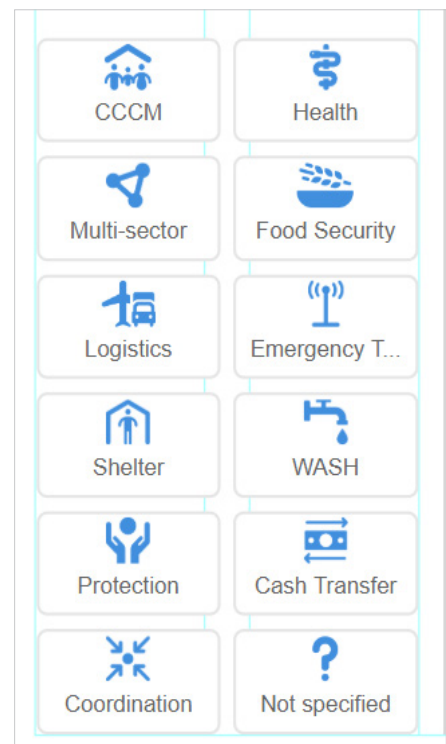 CCCM
Health
Multi-sector
Food Security
Logistics
Emergency T...
Shelter
WASH
Protection
Cash Transfer
Coordination
Not specified